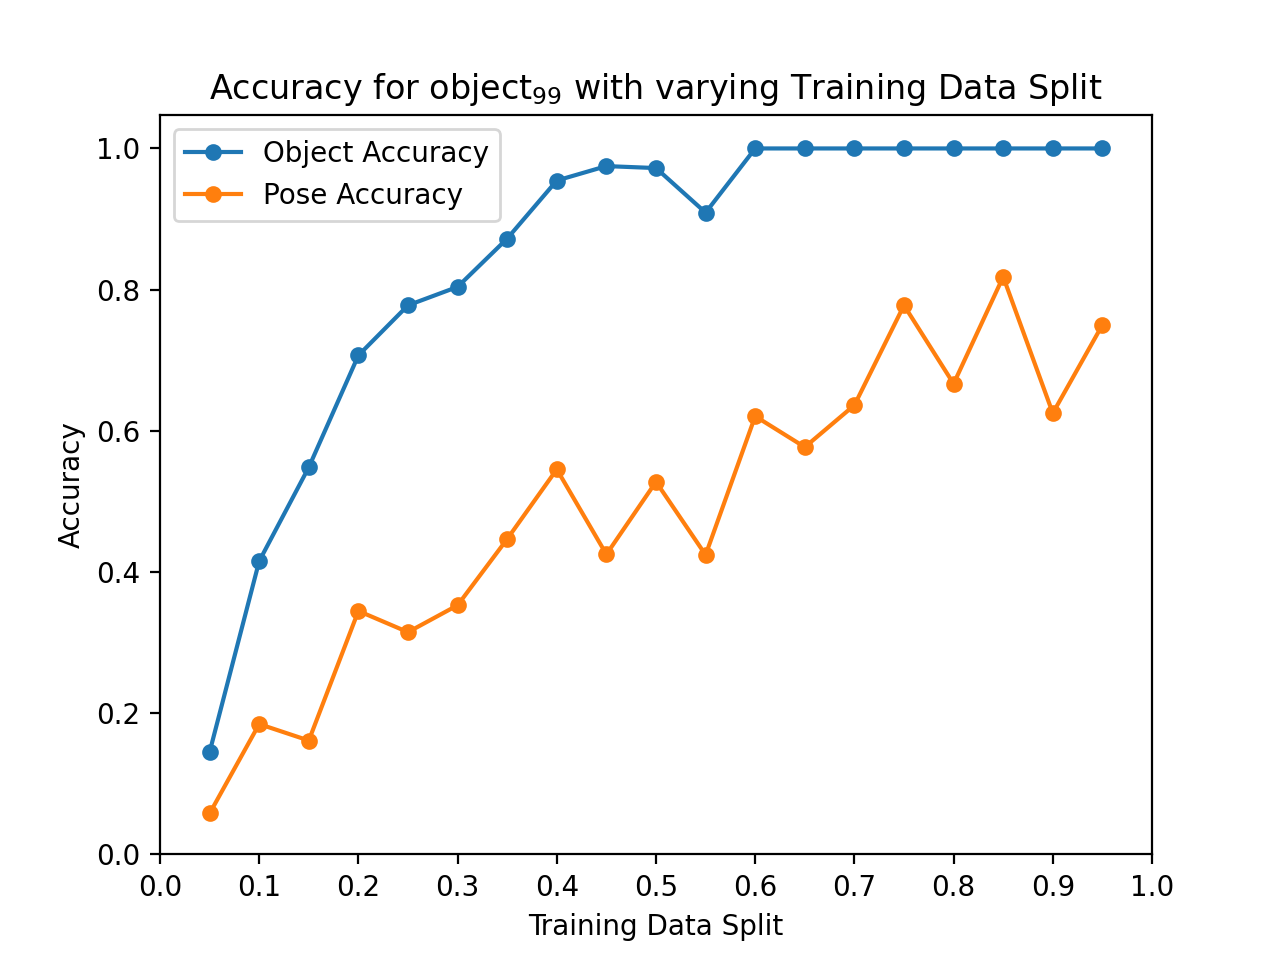 Accuracy for object₉₉ with varying Training Data Split
Object Accuracy
Pose Accuracy
1.0
0.8
0.6
0.4
0.2
0.0
Accuracy
0.0 0.1 0.2 0.3 0.4 0.5 0.6 0.7 0.8 0.9 1.0
Training Data Split